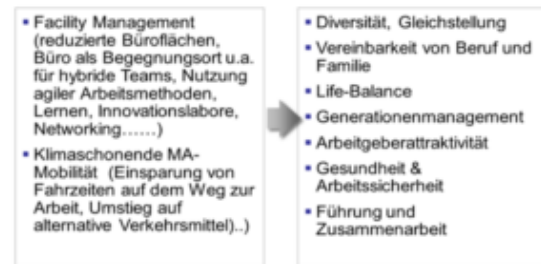 ▪ Facility Management
(reduzierte Büroflächen,
Büro als Begegnungsort u.a.
für hybride Teams, Nutzung
agiler Arbeitsmethoden,
Lernen, Innovationslabore,
Networking……)
▪ Klimaschonende MA-
Mobilität (Einsparung von
Fahrzeiten auf dem Weg zur
Arbeit, Umstieg auf
alternative Verkehrsmittel)..)
▪ Diversität, Gleichstellung
▪ Vereinbarkeit von Beruf und
Familie
▪ Life-Balance
▪ Generationenmanagement
▪ Arbeitgeberattraktivität
▪ Gesundheit &
Arbeitssicherheit
▪ Führung und
Zusammenarbeit